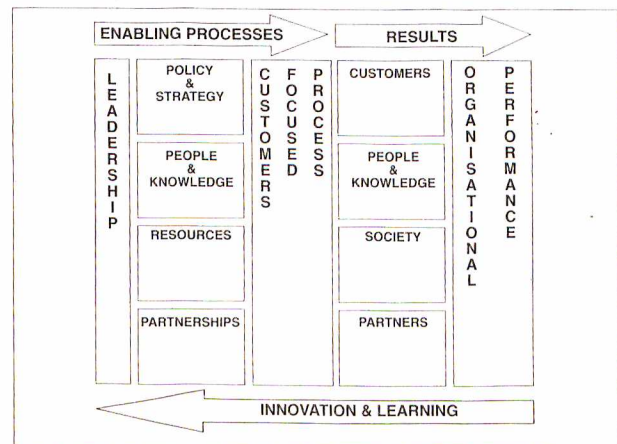 ENABLING PROCESSES
RESULTS
LEADERSHIP
POLICY
&
STRATEGY
PEOPLE
&
KNOWLEDGE
RESOURCES
PARTNERSHIPS
CUSTOMERS
FOCUSED
PROCESS
CUSTOMERS
PEOPLE
&
KNOWLEDGE
SOCIETY
PARTNERS
ORGANISATIONAL
PERFORMANCE
INNOVATION & LEARNING